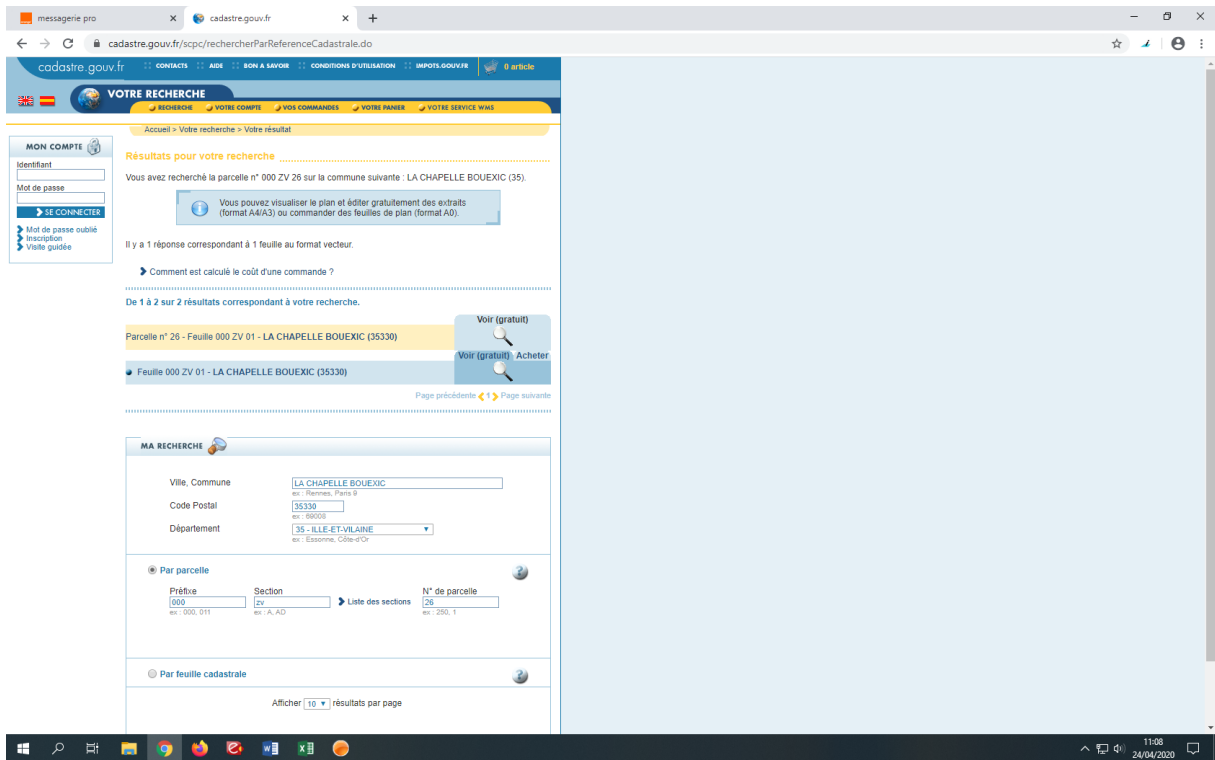 messagerie pro
cadastre.gouv.fr
cadastre.gouv.fr/scpc/rechercherParReferenceCadastrale.do
cadastre.gouv.fr
CONTACTS
AIDE
BON A SAVOIR
CONDITIONS D'UTILISATION
IMPOTS.GOUV.FR
0 article
VOTRE RECHERCHE
RECHERCHE
VOTRE COMPTE
VOS COMMANDES
VOTRE PANIER
VOTRE SERVICE WMS
Accueil > Votre recherche > Votre résultat
MON COMPTE
Identifiant
Mot de passe
SE CONNECTER
Mot de passe oublié
Inscription
Visite guidée
Résultats pour votre recherche
Vous avez recherché la parcelle n° 000 ZV 26 sur la commune suivante : LA CHAPELLE BOUEXIC (35).
Vous pouvez visualiser le plan et éditer gratuitement des extraits
(format A4/A3) ou commander des feuilles de plan (format A0).
Il y a 1 réponse correspondant à 1 feuille au format vecteur.
Comment est calculé le coût d'une commande ?
De 1 à 2 sur 2 résultats correspondant à votre recherche.
Voir (gratuit)
Parcelle n° 26 - Feuille 000 ZV 01 - LA CHAPELLE BOUEXIC (35330)
Voir (gratuit) Acheter
Feuille 000 ZV 01 - LA CHAPELLE BOUEXIC (35330)
Page précédente 1 Page suivante
MA RECHERCHE
Ville, Commune
LA CHAPELLE BOUEXIC
ex : Rennes, Paris 9
Code Postal
35330
ex : 69008
Département
35 - ILLE-ET-VILAINE
ex : Essonne, Côte-d'Or
Par parcelle
Préfixe Section N° de parcelle
000 zv Liste des sections 26
ex : 000, 011 ex : A, AD ex : 250, 1
Par feuille cadastrale
Afficher 10 résultats par page
11:08
24/04/2020